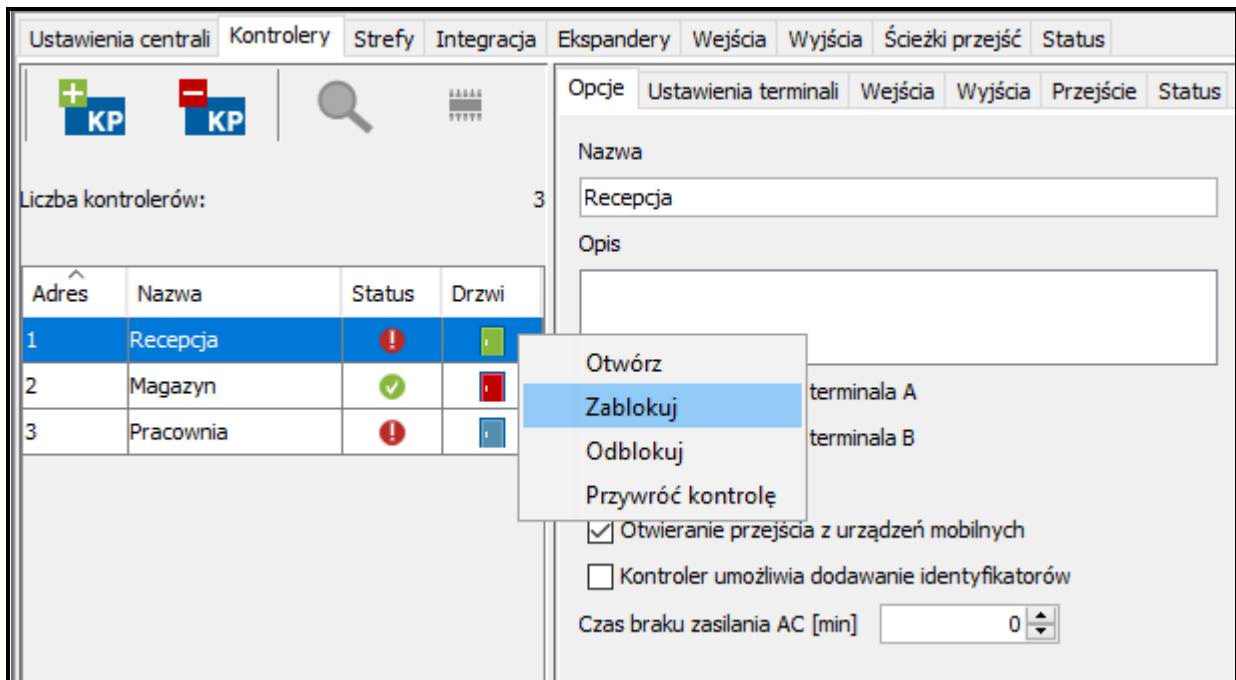 Ustawienia centrali Kontrolery Strefy Integracja Ekspandery Wejścia Wyjścia Ścieżki przejść Status
KP KP
Liczba kontrolerów: 3
Adres Nazwa Status Drzwi
1 Recepcja
2 Magazyn
3 Pracownia
Opcje Ustawienia terminali Wejścia Wyjścia Przejście Status
Nazwa
Recepcja
Opis
Otwórz
Zablokuj
Odblokuj
Przywróć kontrolę
terminala A
terminala B
Otwieranie przejścia z urządzeń mobilnych
Kontroler umożliwia dodawanie identyfikatorów
Czas braku zasilania AC [min] 0